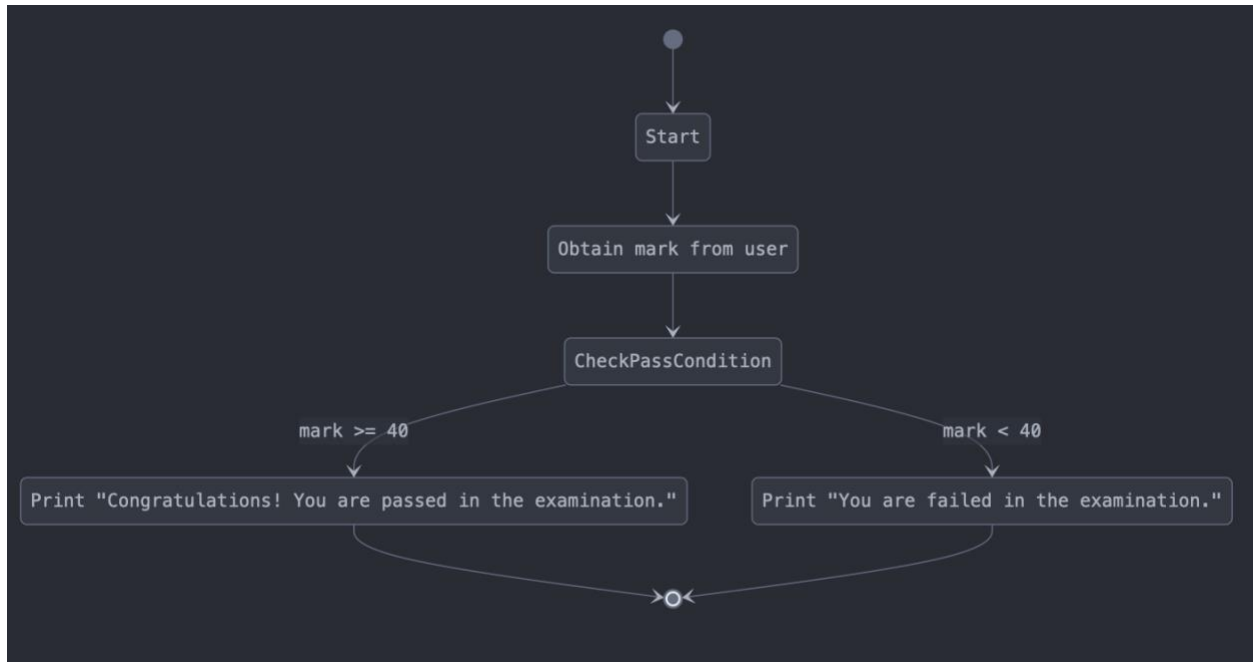 Start
Obtain mark from user
CheckPassCondition
mark >= 40
mark < 40
Print "Congratulations! You are passed in the examination."
Print "You are failed in the examination."